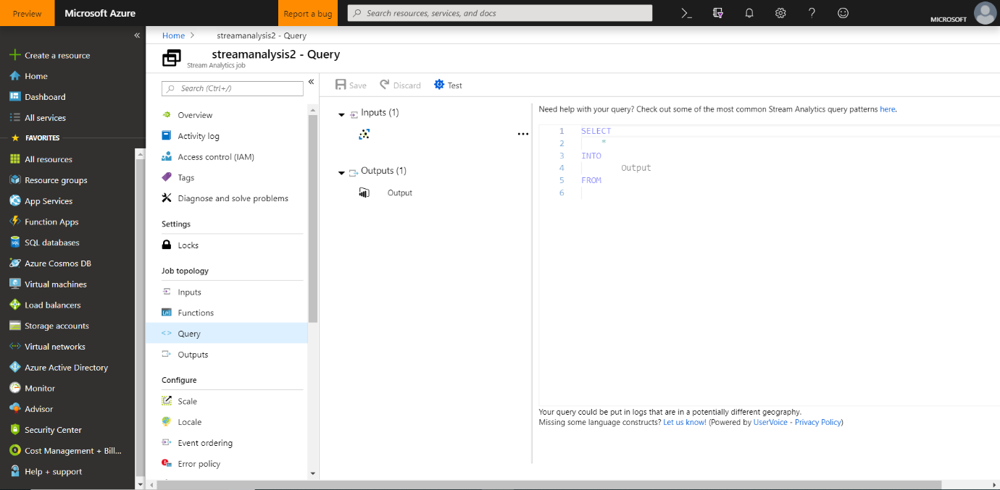 Preview
Microsoft Azure
Report a bug
Search resources, services, and docs
MICROSOFT
Create a resource
Home
Dashboard
All services
FAVORITES
All resources
Resource groups
App Services
Function Apps
SQL databases
Azure Cosmos DB
Virtual machines
Load balancers
Storage accounts
Virtual networks
Azure Active Directory
Monitor
Advisor
Security Center
Cost Management + Bill...
Help + support
Home > streamanalysis2 - Query
streamanalysis2 - Query
Stream Analytics job
Search (Ctrl+/)
Overview
Activity log
Access control (IAM)
Tags
Diagnose and solve problems
Settings
Locks
Job topology
Inputs
Functions
<> Query
Outputs
Configure
Scale
Locale
Event ordering
Error policy
Save Discard Test
Inputs (1)
Outputs (1)
Output
Need help with your query? Check out some of the most common Stream Analytics query patterns here.
1 SELECT
2 *
3 INTO
4 Output
5 FROM
6
Your query could be put in logs that are in a potentially different geography.
Missing some language constructs? Let us know! (Powered by UserVoice - Privacy Policy)